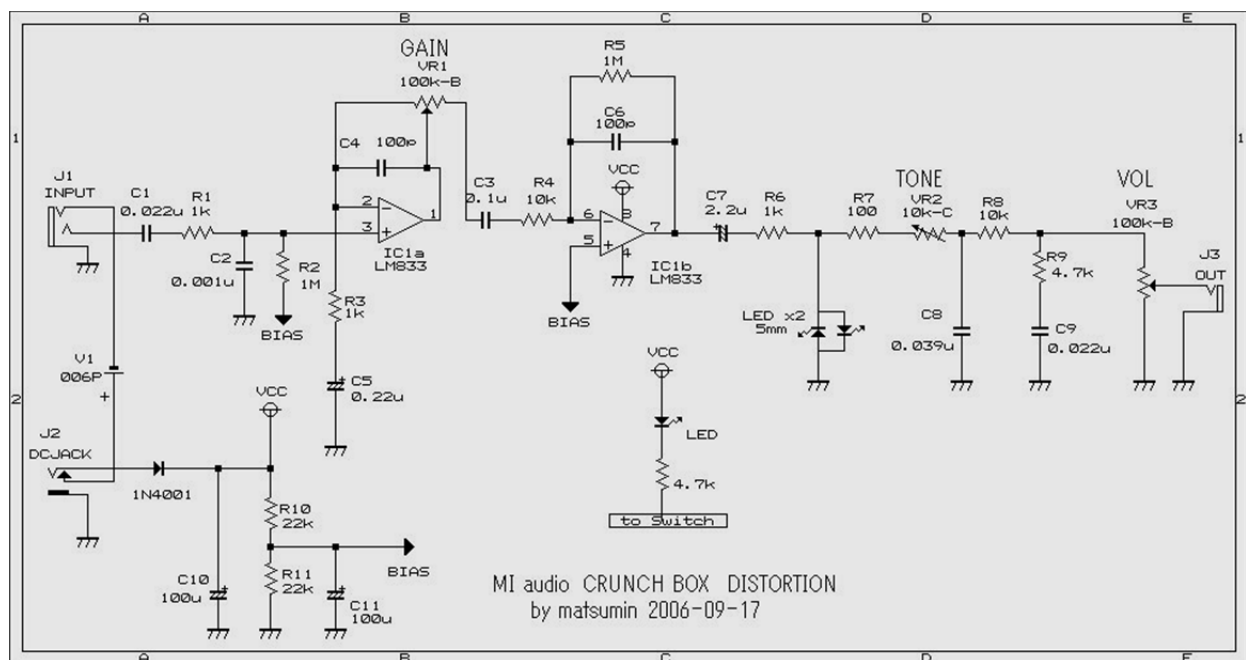 A B C D E
1 1
2 2
GAIN
VR1
100k-B
R5
1M
C6
100p
C4 100p
J1
INPUT
C1
0.022u
R1
1k
C2
0.001u
R2
1M
BIAS
2
3
1
IC1a
LM833
R3
1k
C5
0.22u
C3
0.1u
R4
10k
VCC
6
5
8
7
4
IC1b
LM833
BIAS
C7
2.2u
R6
1k
R7
100
TONE
VR2
10k-C
R8
10k
VOL
VR3
100k-B
J3
OUT
LED x2
5mm
C8
0.039u
R9
4.7k
C9
0.022u
V1
006P
+
VCC
VCC
LED
4.7k
to Switch
J2
DCJACK
1N4001
R10
22k
R11
22k
BIAS
C10
100u
C11
100u
MI audio CRUNCH BOX DISTORTION
by matsumin 2006-09-17
A B C D E